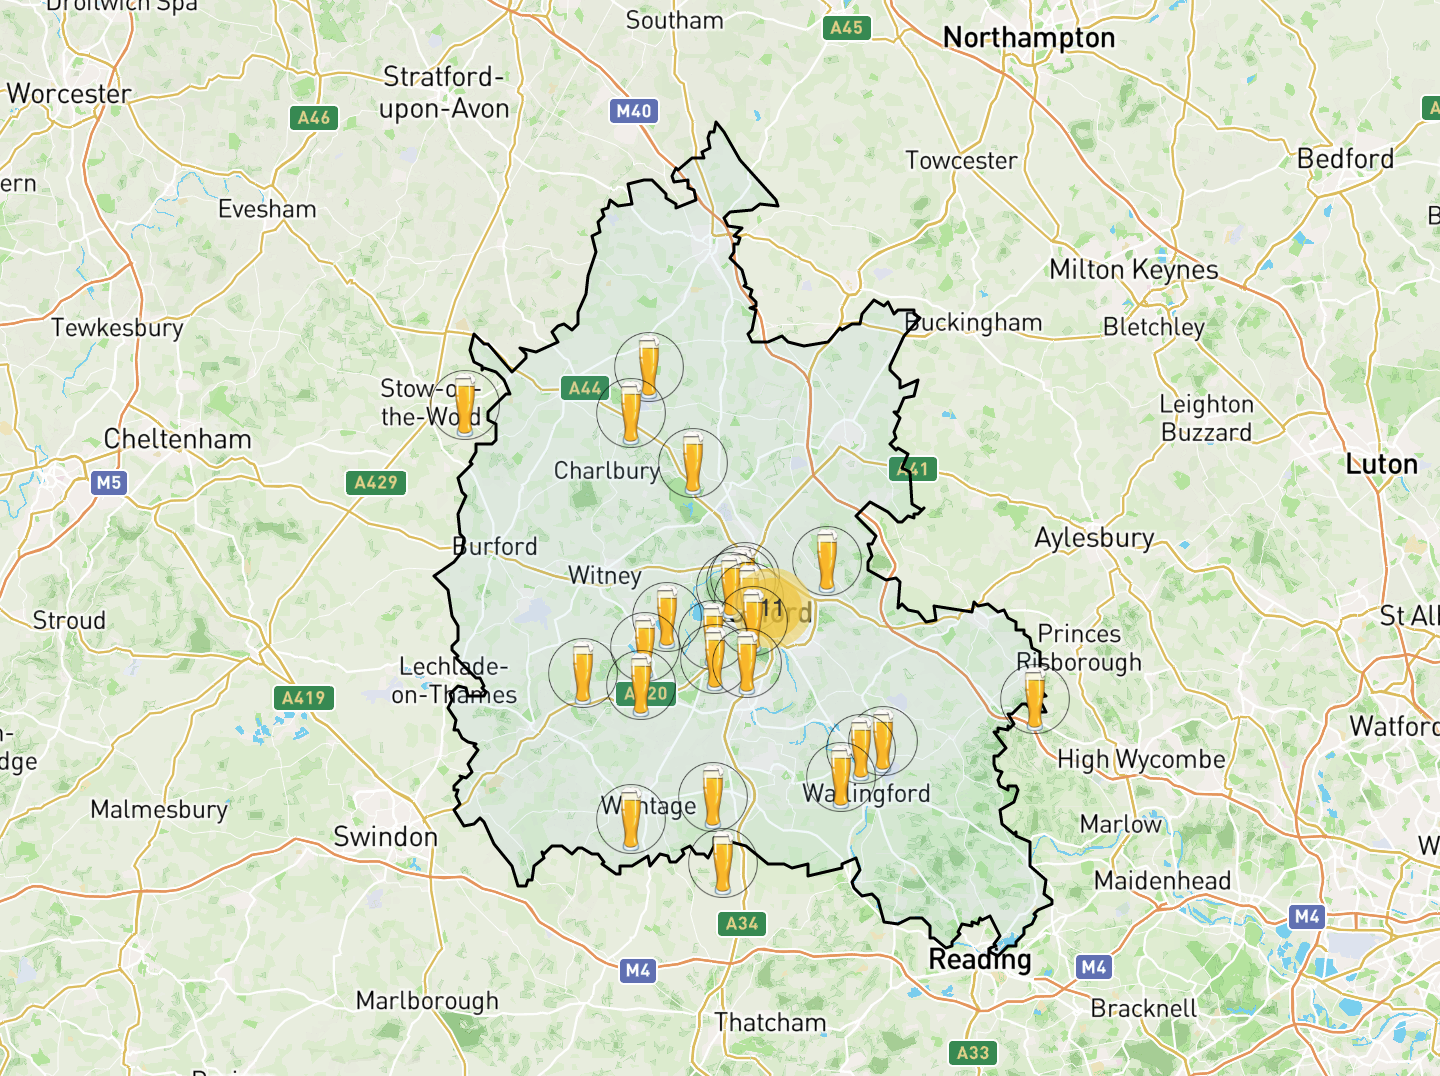 Droitwich Spa
Southam
A45
Northampton
Stratford-
upon-Avon
Worcester
A46
M40
A
Towcester
Bedford
ern
Evesham
B
Milton Keynes
Tewkesbury
Buckingham
Bletchley
Stow-on-
the-Wold
A44
Leighton
Buzzard
Cheltenham
Charlbury
Luton
M5
A429
A41
Burford
Aylesbury
Witney
Stroud
11
ford
St Al
Princes
Risborough
Lechlade-
on-Thames
A419
A420
n-
dge
Watford
High Wycombe
Malmesbury
Wantage
Wallingford
Swindon
Marlow
W
Maidenhead
A34
M4
Reading
M4
M4
Marlborough
Bracknell
Thatcham
A33